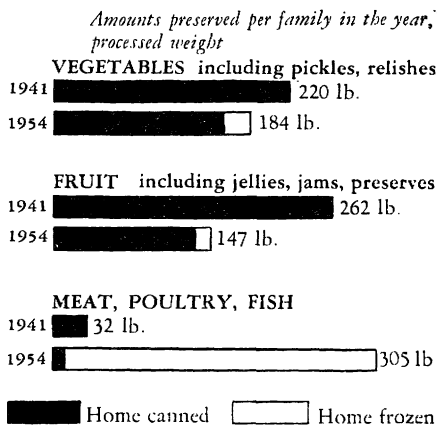 Amounts preserved per family in the year,
processed weight
VEGETABLES including pickles, relishes
1941 220 lb.
1954 184 lb.
FRUIT including jellies, jams, preserves
1941 262 lb.
1954 147 lb.
MEAT, POULTRY, FISH
1941 32 lb.
1954 305 lb
Home canned Home frozen